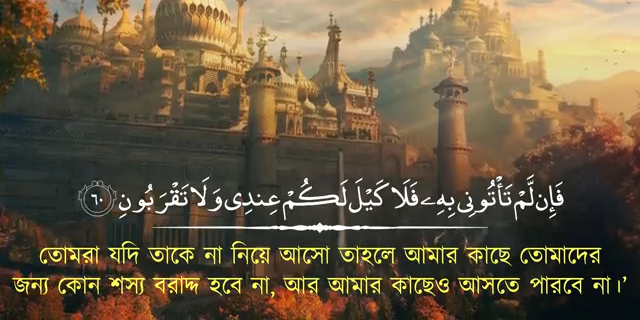 فَإِن لَّمْ تَأْتُونِى بِهِۦ فَلَا كَيْلَ لَكُمْ عِندِى وَلَا تَقْرَبُونِ ٦٠
তোমরা যদি তাকে না নিয়ে আসো তাহলে আমার কাছে তোমাদের
জন্য কোন শস্য বরাদ্দ হবে না, আর আমার কাছেও আসতে পারবে না।’